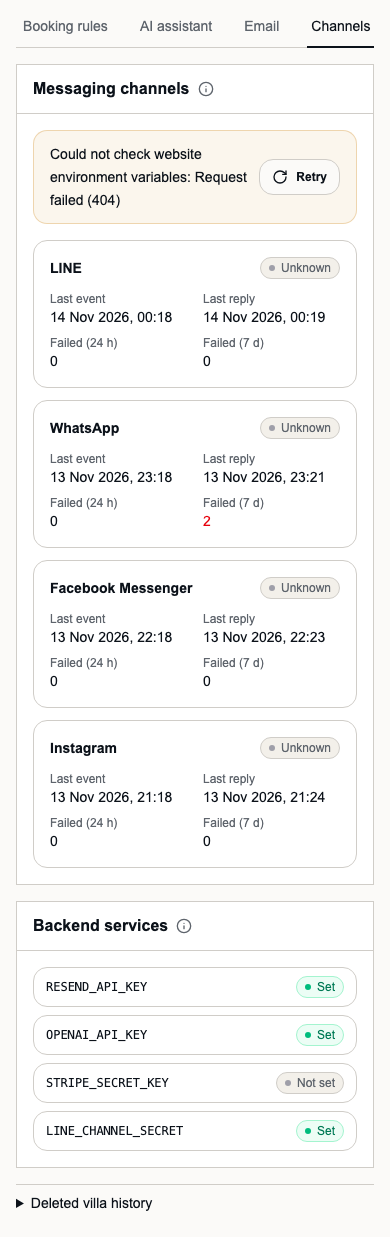 Booking rules AI assistant Email Channels
Messaging channels
Could not check website
environment variables: Request
failed (404)
Retry
LINE Unknown
Last event Last reply
14 Nov 2026, 00:18 14 Nov 2026, 00:19
Failed (24 h) Failed (7 d)
0 0
WhatsApp Unknown
Last event Last reply
13 Nov 2026, 23:18 13 Nov 2026, 23:21
Failed (24 h) Failed (7 d)
0 2
Facebook Messenger Unknown
Last event Last reply
13 Nov 2026, 22:18 13 Nov 2026, 22:23
Failed (24 h) Failed (7 d)
0 0
Instagram Unknown
Last event Last reply
13 Nov 2026, 21:18 13 Nov 2026, 21:24
Failed (24 h) Failed (7 d)
0 0
Backend services
RESEND_API_KEY Set
OPENAI_API_KEY Set
STRIPE_SECRET_KEY Not set
LINE_CHANNEL_SECRET Set
Deleted villa history